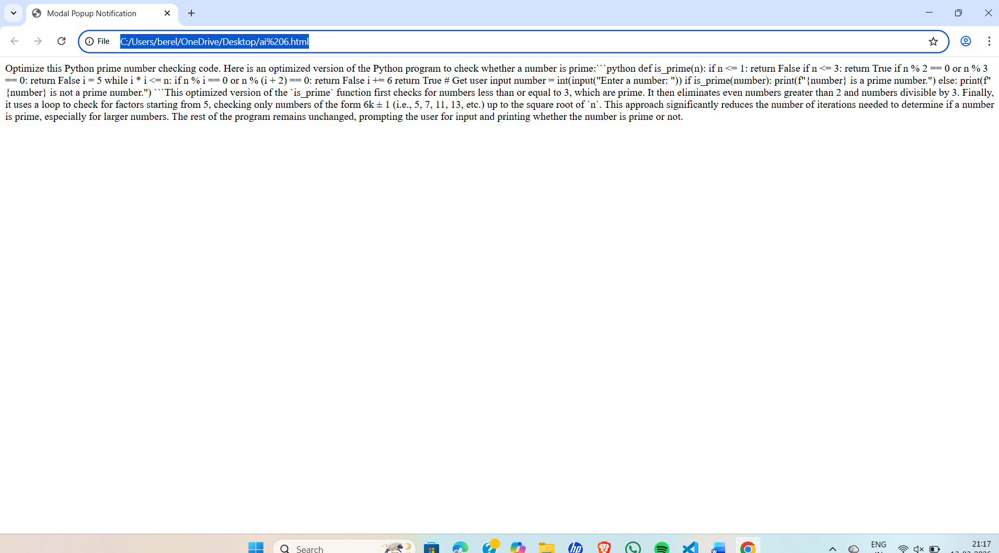 Modal Popup Notification
File C:/Users/berel/OneDrive/Desktop/ai%206.html
Optimize this Python prime number checking code. Here is an optimized version of the Python program to check whether a number is prime:```python def is_prime(n): if n <= 1: return False if n <= 3: return True if n % 2 == 0 or n % 3
== 0: return False i = 5 while i * i <= n: if n % i == 0 or n % (i + 2) == 0: return False i += 6 return True # Get user input number = int(input("Enter a number: ")) if is_prime(number): print(f"{number} is a prime number.") else: print(f"
{number} is not a prime number.") ```This optimized version of the `is_prime` function first checks for numbers less than or equal to 3, which are prime. It then eliminates even numbers greater than 2 and numbers divisible by 3. Finally,
it uses a loop to check for factors starting from 5, checking only numbers of the form 6k ± 1 (i.e., 5, 7, 11, 13, etc.) up to the square root of `n`. This approach significantly reduces the number of iterations needed to determine if a number
is prime, especially for larger numbers. The rest of the program remains unchanged, prompting the user for input and printing whether the number is prime or not.
Search
hp
W
ENG
21:17